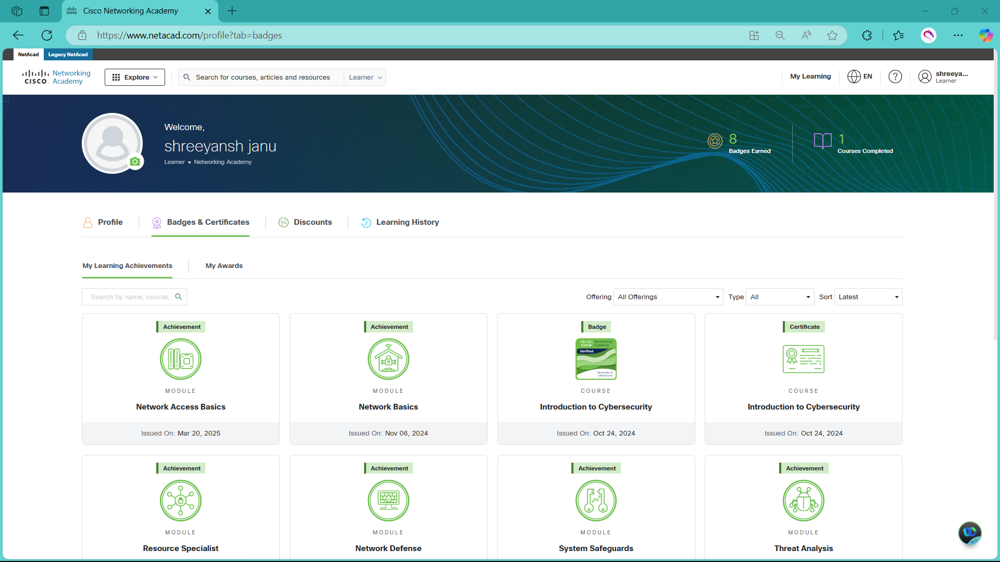 Cisco Networking Academy
https://www.netacad.com/profile?tab=badges
NetAcad
Legacy NetAcad
CISCO
Networking
Academy
Explore
Search for courses, articles and resources
Learner
My Learning
EN
?
shreeya...
Learner
Welcome,
shreeyansh janu
Learner • Networking Academy
8
Badges Earned
1
Courses Completed
Profile
Badges & Certificates
Discounts
Learning History
My Learning Achievements
My Awards
Search by name, course,
Offering
All Offerings
Type
All
Sort
Latest
Achievement
MODULE
Network Access Basics
Issued On: Mar 20, 2025
Achievement
MODULE
Network Basics
Issued On: Nov 06, 2024
Badge
CISCO
Networking
Academy
Verified
Introduction to
Cybersecurity
COURSE
Introduction to Cybersecurity
Issued On: Oct 24, 2024
Certificate
COURSE
Introduction to Cybersecurity
Issued On: Oct 24, 2024
Achievement
MODULE
Resource Specialist
Achievement
MODULE
Network Defense
Achievement
MODULE
System Safeguards
Achievement
MODULE
Threat Analysis
Beta